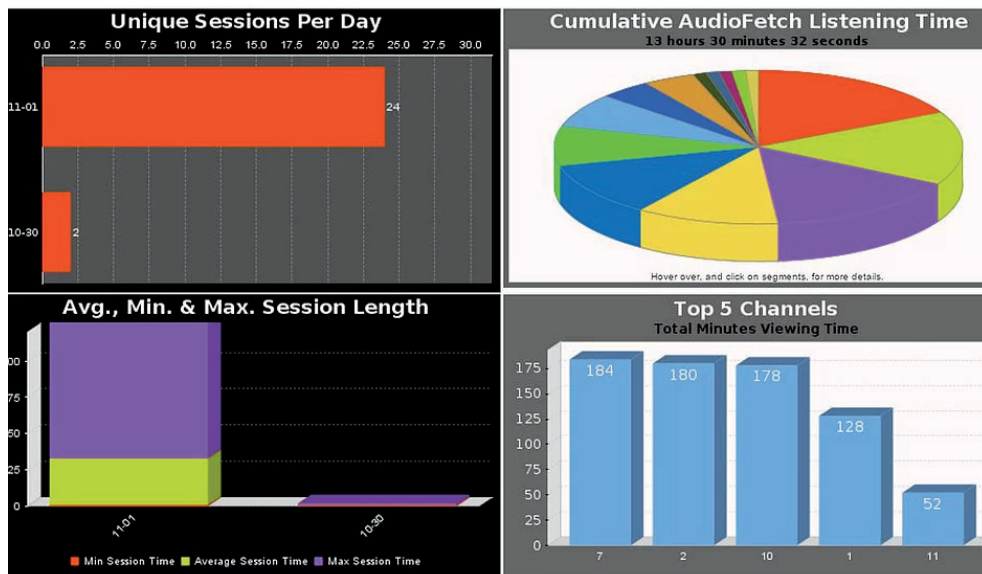 Unique Sessions Per Day
0.0 2.5 5.0 7.5 10.0 12.5 15.0 17.5 20.0 22.5 25.0 27.5 30.0
11-01
24
10-30
2
Cumulative AudioFetch Listening Time
13 hours 30 minutes 32 seconds
Hover over, and click on segments, for more details.
Avg., Min. & Max. Session Length
75
50
25
0
11-01
10-30
Min Session Time
Average Session Time
Max Session Time
Top 5 Channels
Total Minutes Viewing Time
175
150
125
100
75
50
25
0
184
180
178
128
52
7 2 10 1 11